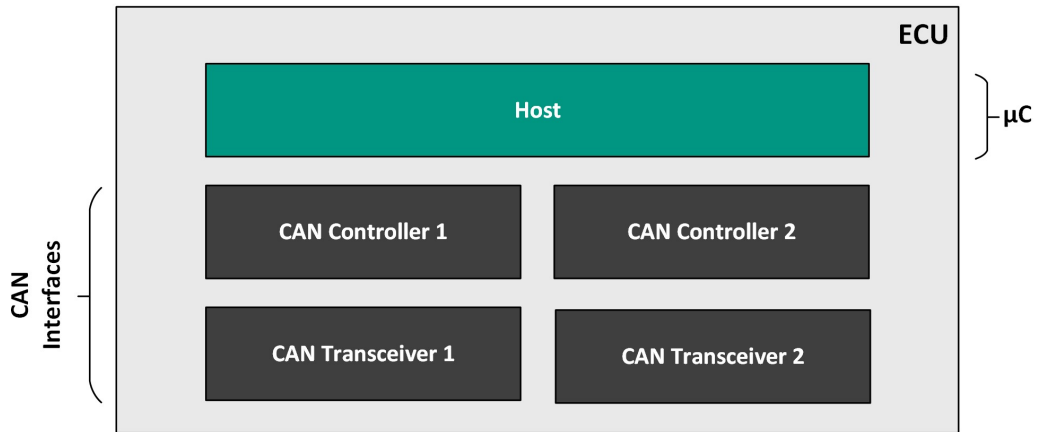 ECU
Host
µC
CAN Controller 1
CAN Controller 2
CAN
Interfaces
CAN Transceiver 1
CAN Transceiver 2